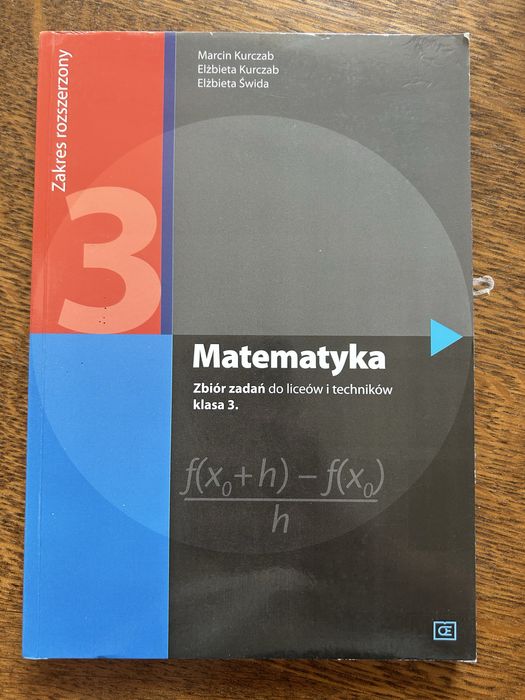 Marcin Kurczab
Elżbieta Kurczab
Elżbieta Świda
Zakres rozszerzony
3
Matematyka
Zbiór zadań do liceów i techników
klasa 3.
f(x₀+h) – f(x₀)
h
OE